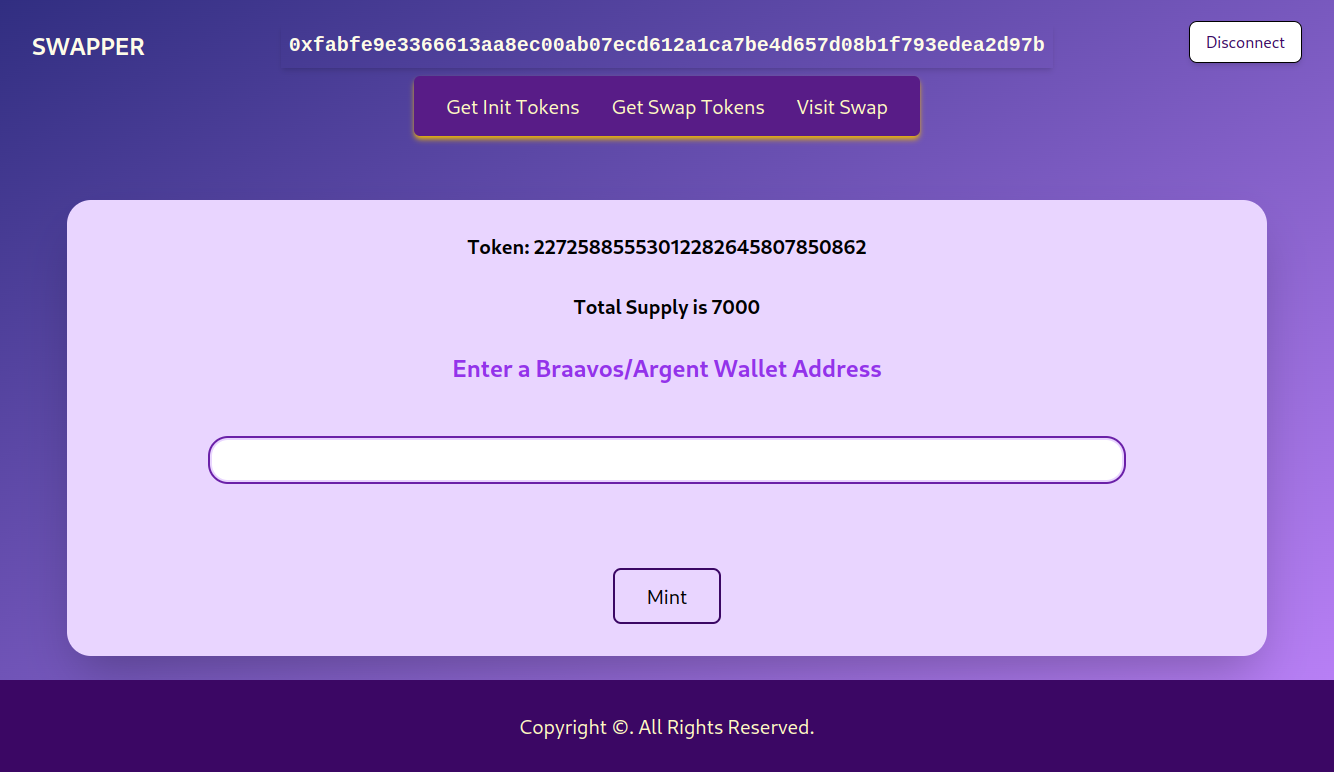 SWAPPER
0xfabfe9e3366613aa8ec00ab07ecd612a1ca7be4d657d08b1f793edea2d97b
Disconnect
Get Init Tokens Get Swap Tokens Visit Swap
Token: 22725885553012282645807850862
Total Supply is 7000
Enter a Braavos/Argent Wallet Address
Mint
Copyright ©. All Rights Reserved.